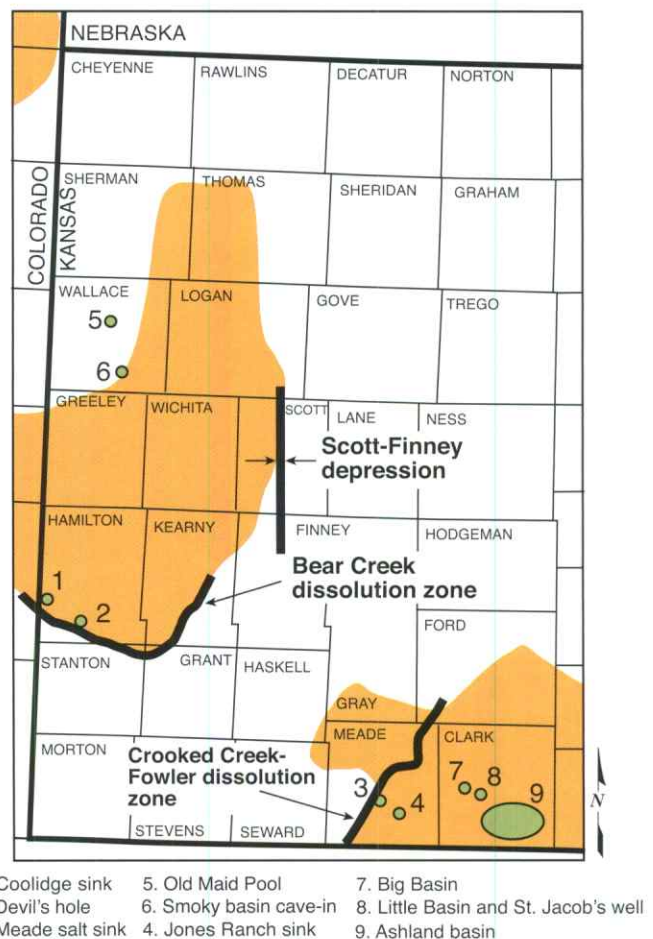 NEBRASKA
CHEYENNE
RAWLINS
DECATUR
NORTON
COLORADO
KANSAS
SHERMAN
THOMAS
SHERIDAN
GRAHAM
WALLACE
LOGAN
GOVE
TREGO
5
6
GREELEY
WICHITA
SCOTT
LANE
NESS
Scott-Finney
depression
HAMILTON
KEARNY
FINNEY
HODGEMAN
Bear Creek
dissolution zone
1
2
FORD
STANTON
GRANT
HASKELL
GRAY
MEADE
CLARK
MORTON
Crooked Creek-
Fowler dissolution
zone
3
4
7
8
9
N
STEVENS
SEWARD
Coolidge sink 5. Old Maid Pool 7. Big Basin
Devil's hole 6. Smoky basin cave-in 8. Little Basin and St. Jacob's well
Meade salt sink 4. Jones Ranch sink 9. Ashland basin